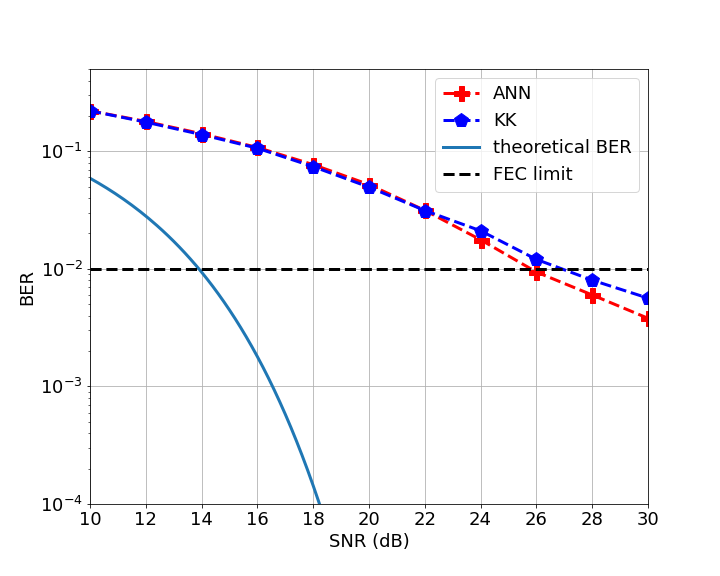 ANN
KK
theoretical BER
FEC limit
BER
10⁻¹
10⁻²
10⁻³
10⁻⁴
10 12 14 16 18 20 22 24 26 28 30
SNR (dB)